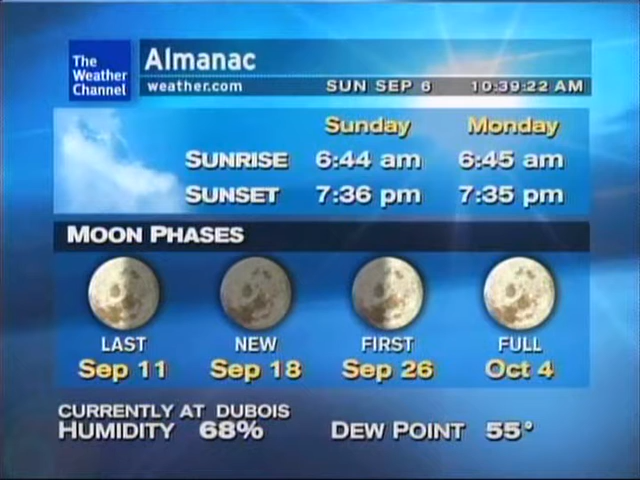 The Weather Channel
Almanac
weather.com SUN SEP 6 10:39:22 AM
Sunday Monday
SUNRISE 6:44 am 6:45 am
SUNSET 7:36 pm 7:35 pm
MOON PHASES
LAST NEW FIRST FULL
Sep 11 Sep 18 Sep 26 Oct 4
CURRENTLY AT DUBOIS
HUMIDITY 68% DEW POINT 55°